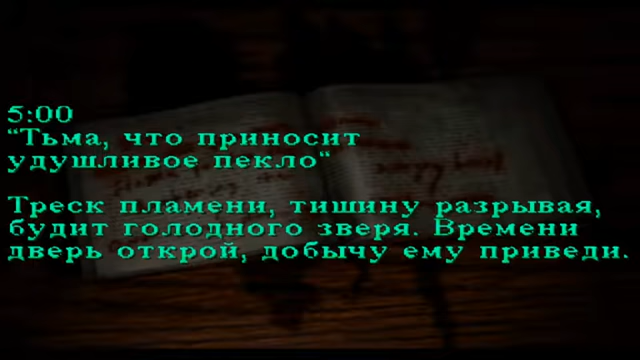 5:00
“Тьма, что приносит
удушливое пекло“
Треск пламени, тишину разрывая,
будит голодного зверя. Времени
дверь открой, добычу ему приведи.